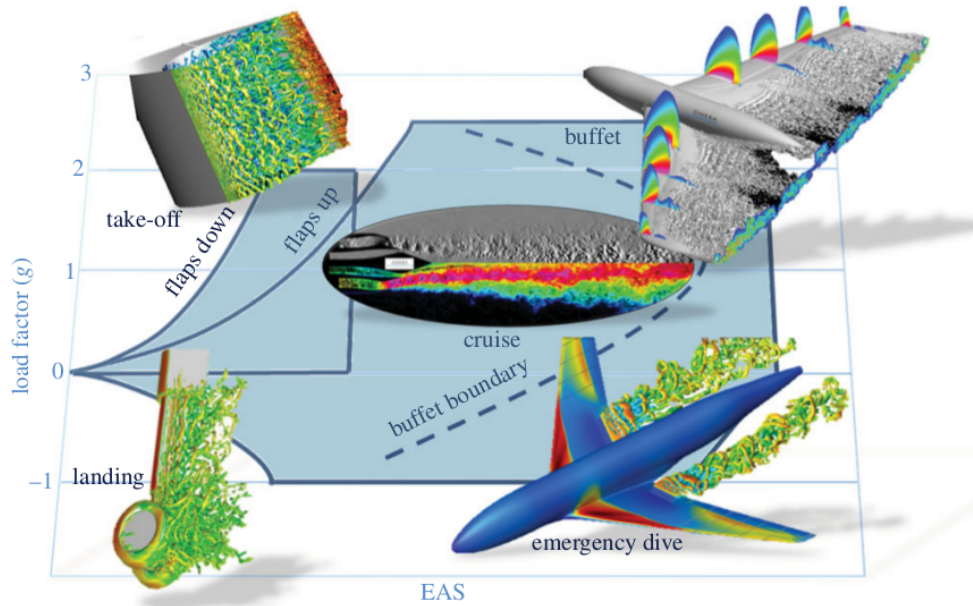 3
buffet
2
take-off
flaps down
flaps up
load factor (g)
1
cruise
0
buffet boundary
landing
–1
emergency dive
EAS